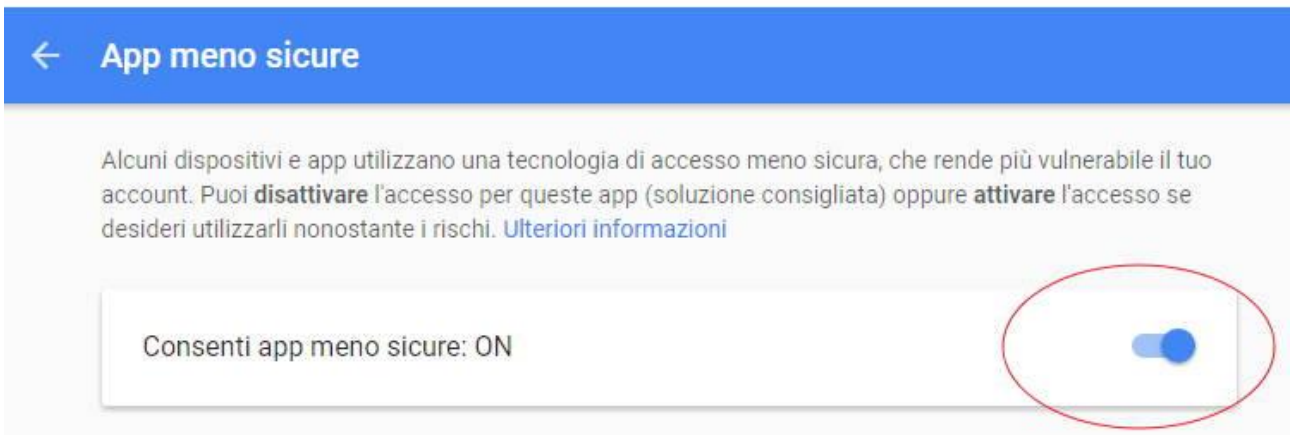 App meno sicure
Alcuni dispositivi e app utilizzano una tecnologia di accesso meno sicura, che rende più vulnerabile il tuo
account. Puoi disattivare l'accesso per queste app (soluzione consigliata) oppure attivare l'accesso se
desideri utilizzarli nonostante i rischi. Ulteriori informazioni
Consenti app meno sicure: ON